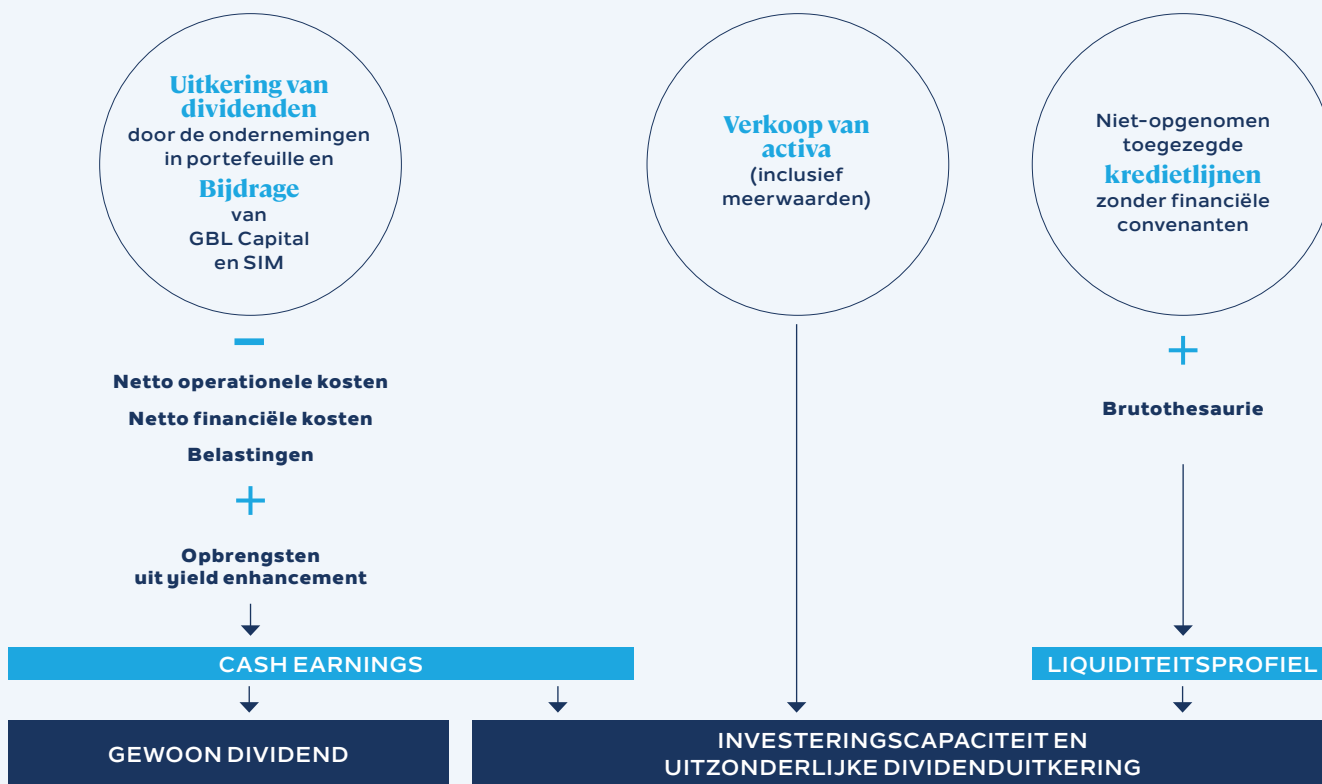 Uitkering van
dividenden
door de ondernemingen
in portefeuille en
Bijdrage
van
GBL Capital
en SIM
Netto operationele kosten
Netto financiële kosten
Belastingen
+
Opbrengsten
uit yield enhancement
Verkoop van
activa
(inclusief
meerwaarden)
Niet-opgenomen
toegezegde
kredietlijnen
zonder financiële
convenanten
+
Brutothesaurie
CASH EARNINGS
LIQUIDITEITSPROFIEL
GEWOON DIVIDEND
INVESTERINGSCAPACITEIT EN
UITZONDERLIJKE DIVIDENDUITKERING